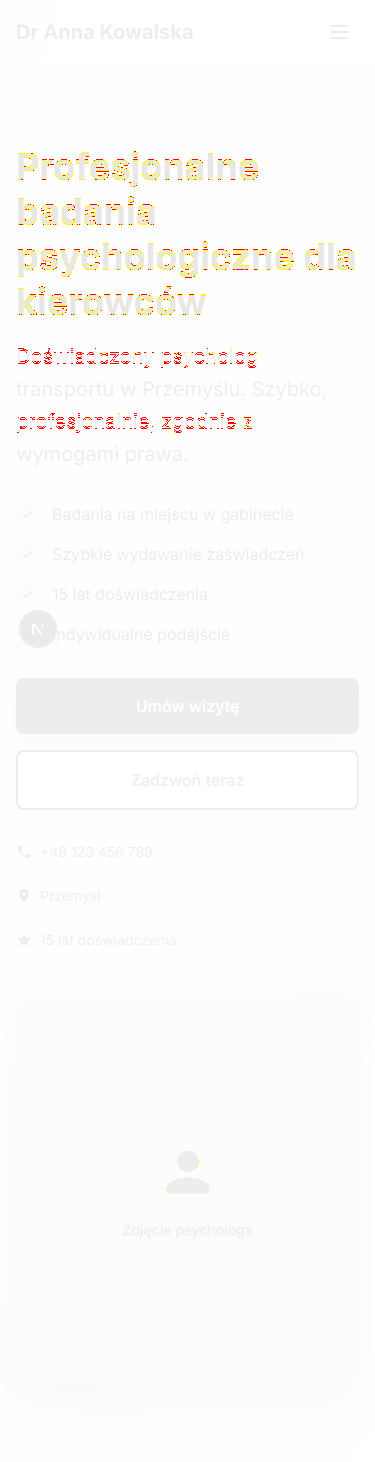 Dr Anna Kowalska
Profesjonalne
badania
psychologiczne dla
kierowców
Doświadczony psycholog
transportu w Przemyślu. Szybko,
profesjonalnie, zgodnie z
wymogami prawa.
Badania na miejscu w gabinecie
Szybkie wydawanie zaświadczeń
15 lat doświadczenia
N ndywidualne podejście
Umów wizytę
Zadzwoń teraz
+48 123 456 789
Przemyśl
15 lat doświadczenia
Zdjęcie psychologa